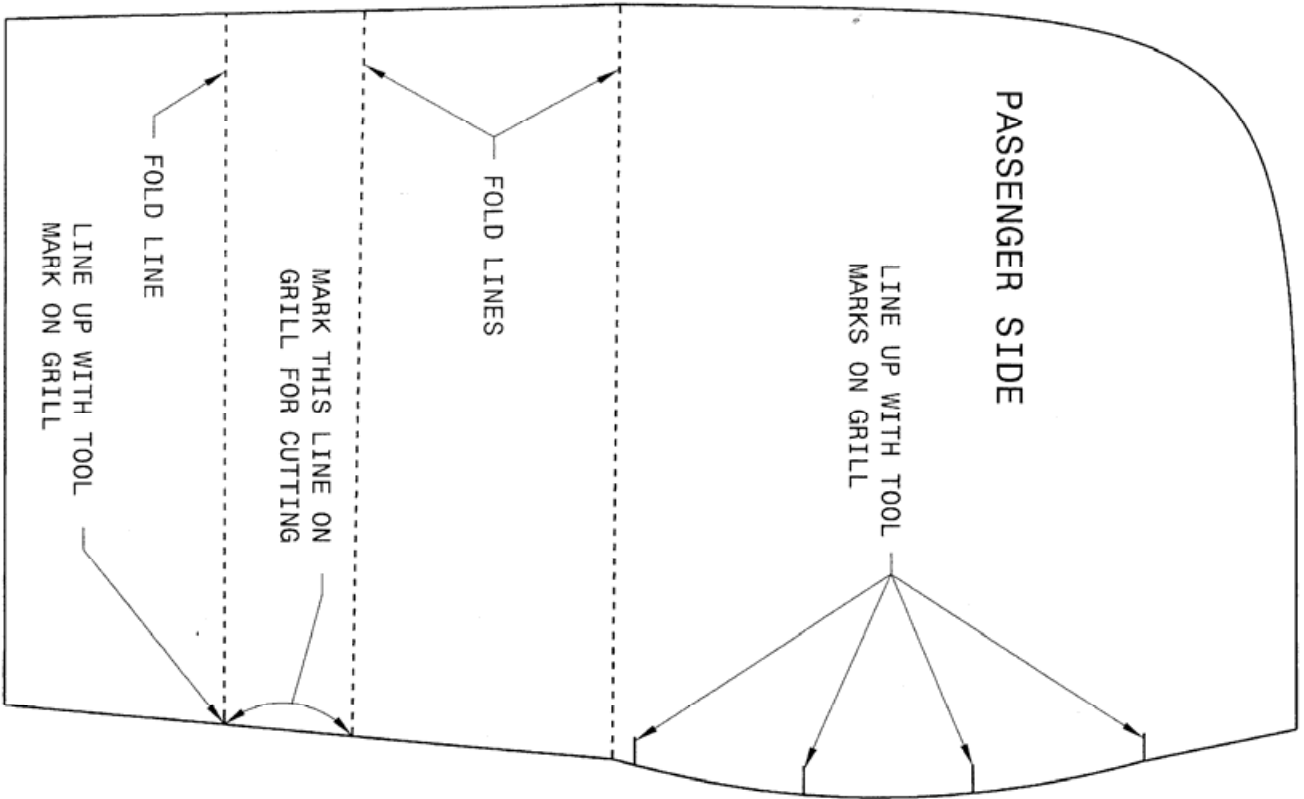 PASSENGER SIDE
LINE UP WITH TOOL
MARKS ON GRILL
FOLD LINES
MARK THIS LINE ON
GRILL FOR CUTTING
FOLD LINE
LINE UP WITH TOOL
MARK ON GRILL